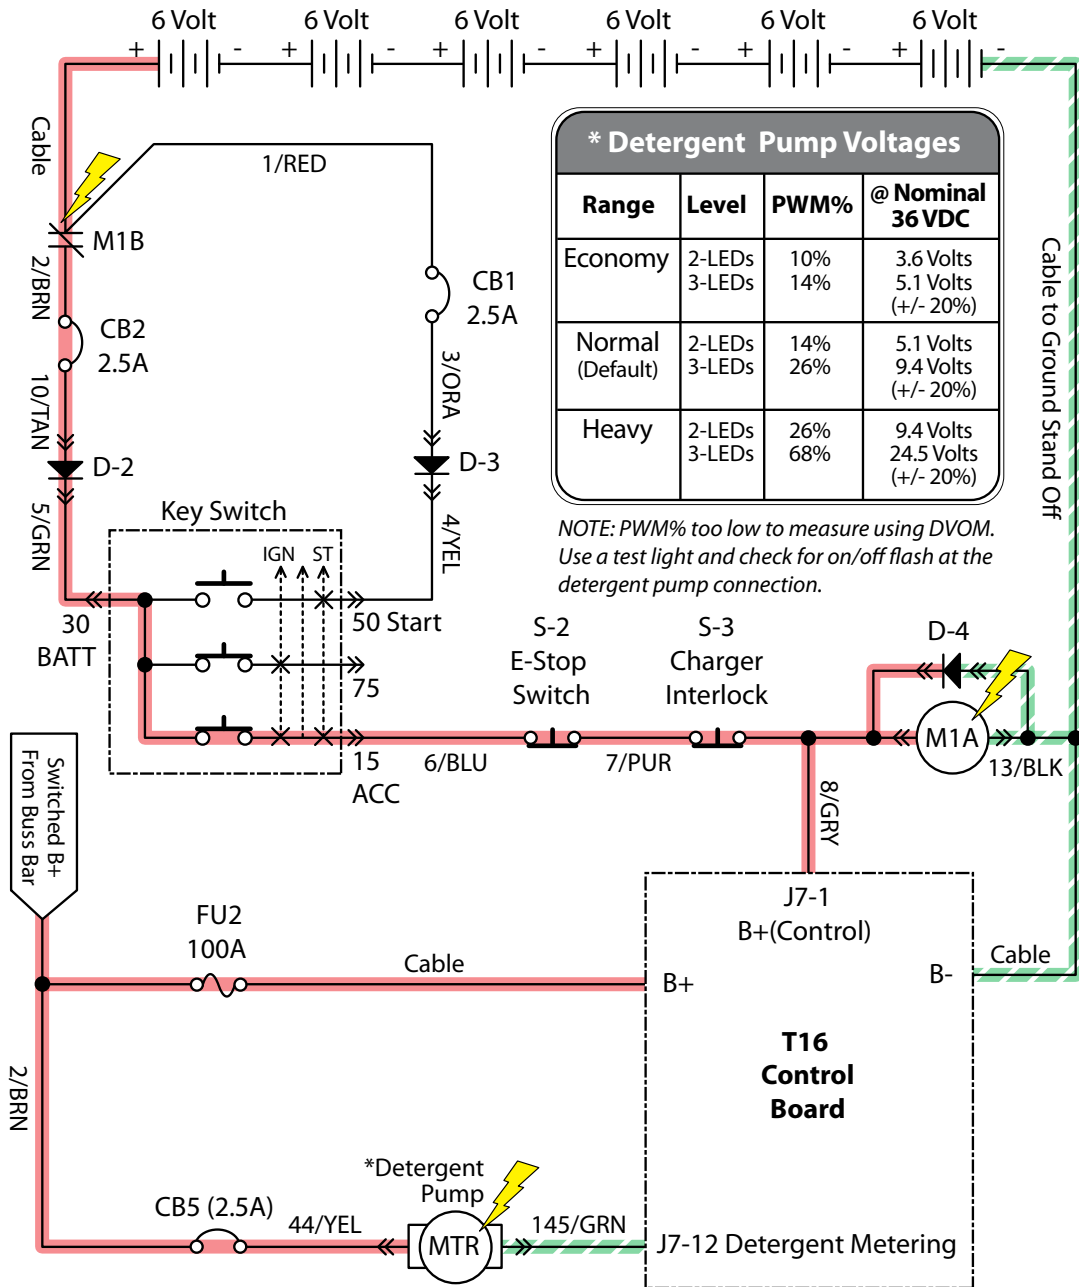 6 Volt 6 Volt 6 Volt 6 Volt 6 Volt 6 Volt
+ - + - + - + - + - + -
Cable
1/RED
M1B
2/BRN
CB2
2.5A
10/TAN
D-2
5/GRN
CB1
2.5A
3/ORA
D-3
4/YEL
* Detergent Pump Voltages
Range Level PWM% @ Nominal
36 VDC
Economy 2-LEDs 10% 3.6 Volts
3-LEDs 14% 5.1 Volts
(+/- 20%)
Normal 2-LEDs 14% 5.1 Volts
(Default) 3-LEDs 26% 9.4 Volts
(+/- 20%)
Heavy 2-LEDs 26% 9.4 Volts
3-LEDs 68% 24.5 Volts
(+/- 20%)
NOTE: PWM% too low to measure using DVOM.
Use a test light and check for on/off flash at the
detergent pump connection.
Cable to Ground Stand Off
Key Switch
IGN ST
30
BATT
50 Start
75
15
ACC
6/BLU
S-2
E-Stop
Switch
7/PUR
S-3
Charger
Interlock
D-4
M1A
13/BLK
8/GRY
Switched B+
From Buss Bar
FU2
100A
Cable
J7-1
B+(Control)
B+
B-
Cable
T16
Control
Board
2/BRN
CB5 (2.5A)
44/YEL
*Detergent
Pump
MTR
145/GRN
J7-12 Detergent Metering